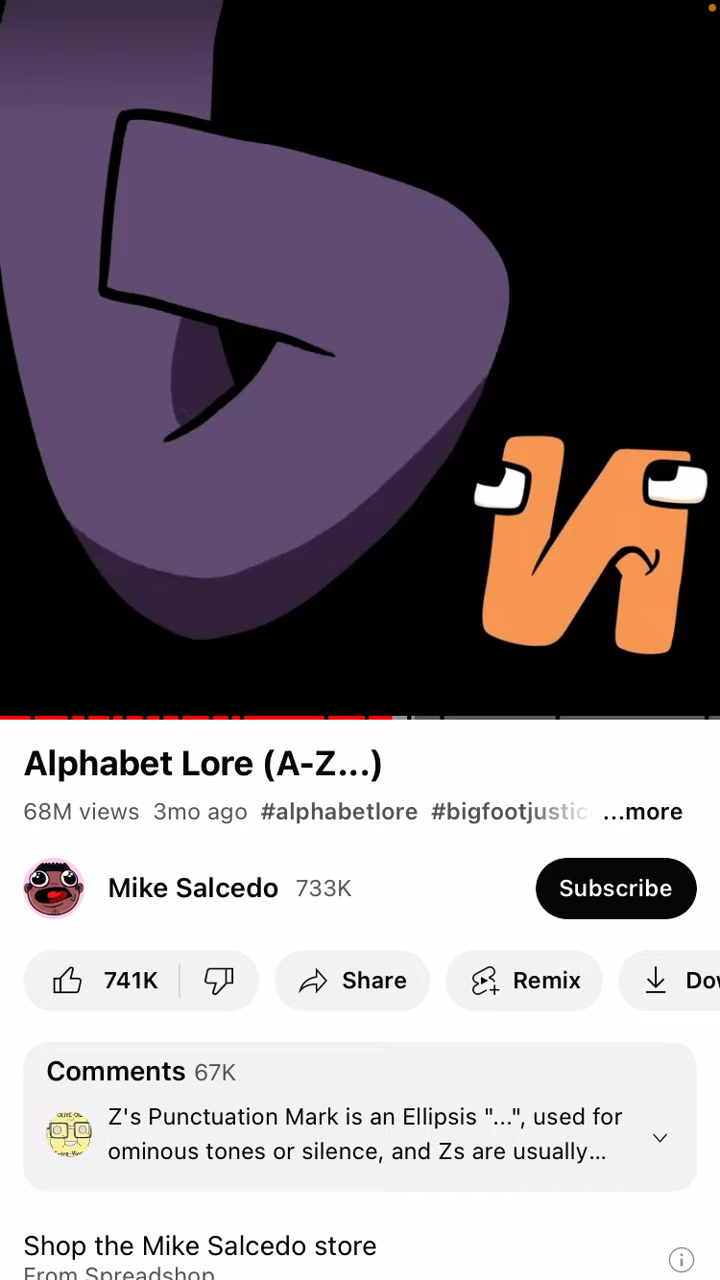 Alphabet Lore (A-Z...)
68M views 3mo ago #alphabetlore #bigfootjustic ...more
Mike Salcedo 733K
Subscribe
741K
Share
Remix
Dow
Comments 67K
Z's Punctuation Mark is an Ellipsis "...", used for
ominous tones or silence, and Zs are usually...
Shop the Mike Salcedo store
From Spreadshop